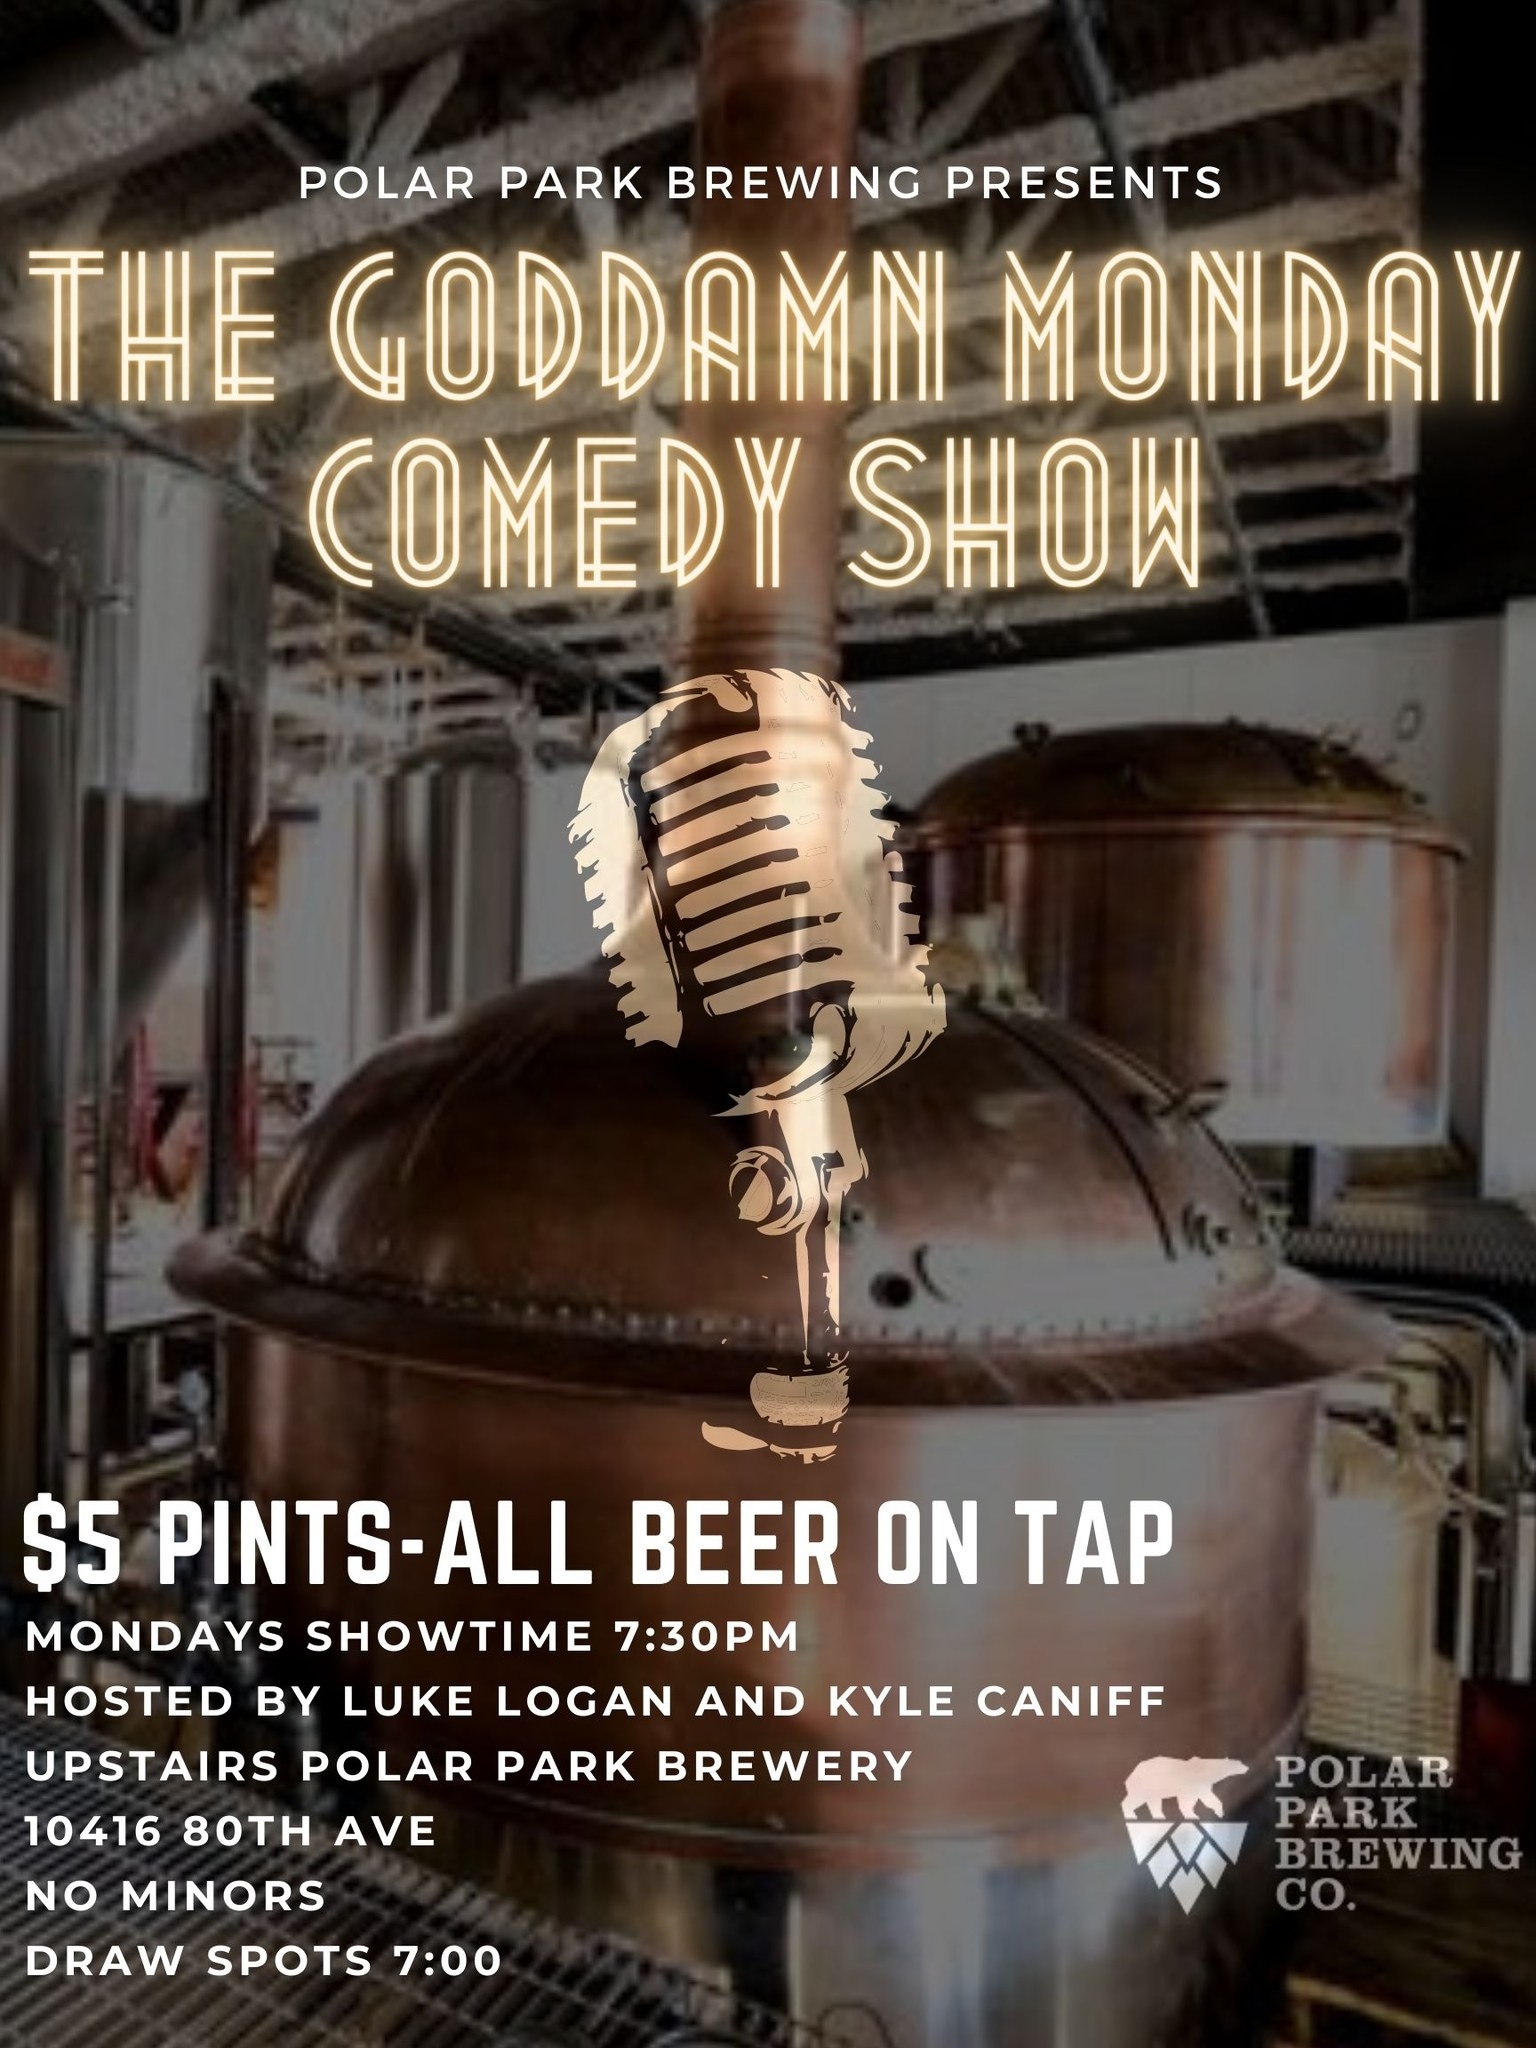 POLAR PARK BREWING PRESENTS
THE GODDAMN MONDAY
COMEDY SHOW
$5 PINTS-ALL BEER ON TAP
MONDAYS SHOWTIME 7:30PM
HOSTED BY LUKE LOGAN AND KYLE CANIFF
UPSTAIRS POLAR PARK BREWERY
10416 80TH AVE
NO MINORS
DRAW SPOTS 7:00
POLAR
PARK
BREWING
CO.